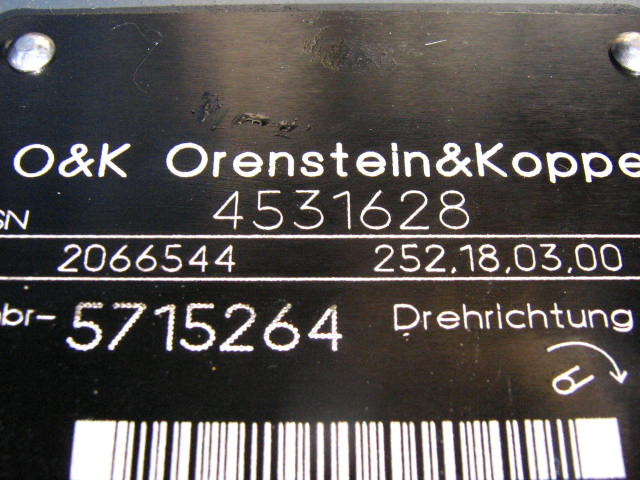 O&K Orenstein&Koppe
SN 4531628
2066544 252.18.03.00
br- 5715264 Drehrichtung